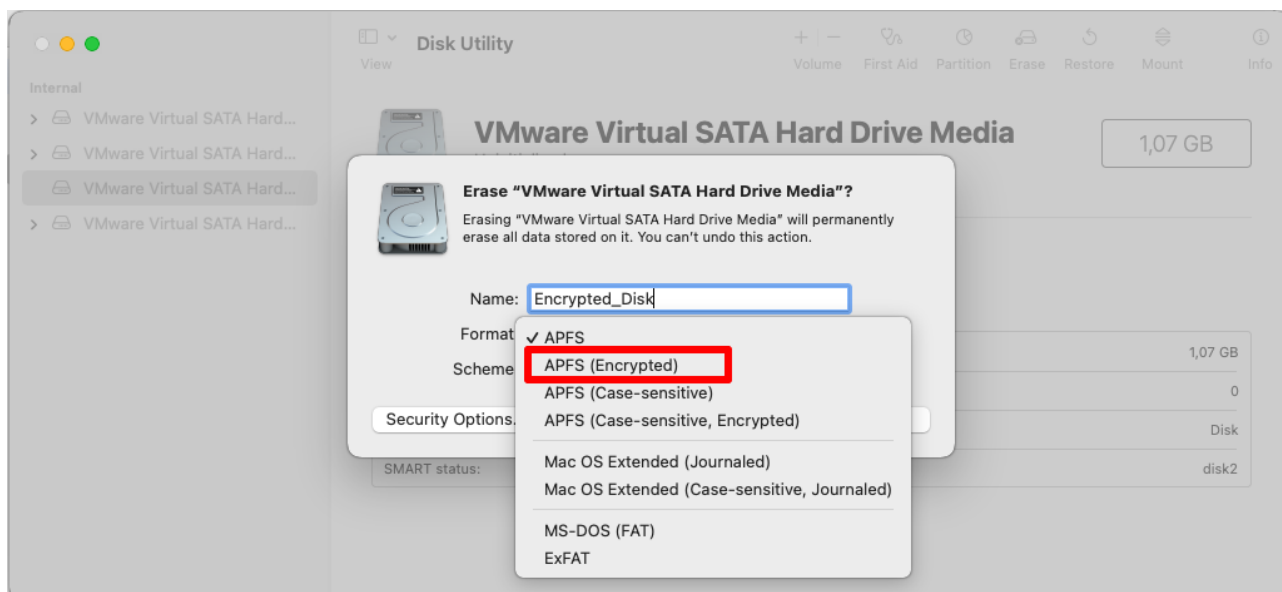 Disk Utility
View
Volume
First Aid
Partition
Erase
Restore
Mount
Info
Internal
VMware Virtual SATA Hard...
VMware Virtual SATA Hard...
VMware Virtual SATA Hard...
VMware Virtual SATA Hard...
VMware Virtual SATA Hard Drive Media
1,07 GB
Erase “VMware Virtual SATA Hard Drive Media”?
Erasing “VMware Virtual SATA Hard Drive Media” will permanently
erase all data stored on it. You can’t undo this action.
Name: Encrypted_Disk
Format
Scheme
✓ APFS
APFS (Encrypted)
APFS (Case-sensitive)
APFS (Case-sensitive, Encrypted)
Mac OS Extended (Journaled)
Mac OS Extended (Case-sensitive, Journaled)
MS-DOS (FAT)
ExFAT
Security Options.
1,07 GB
0
Disk
SMART status:
disk2